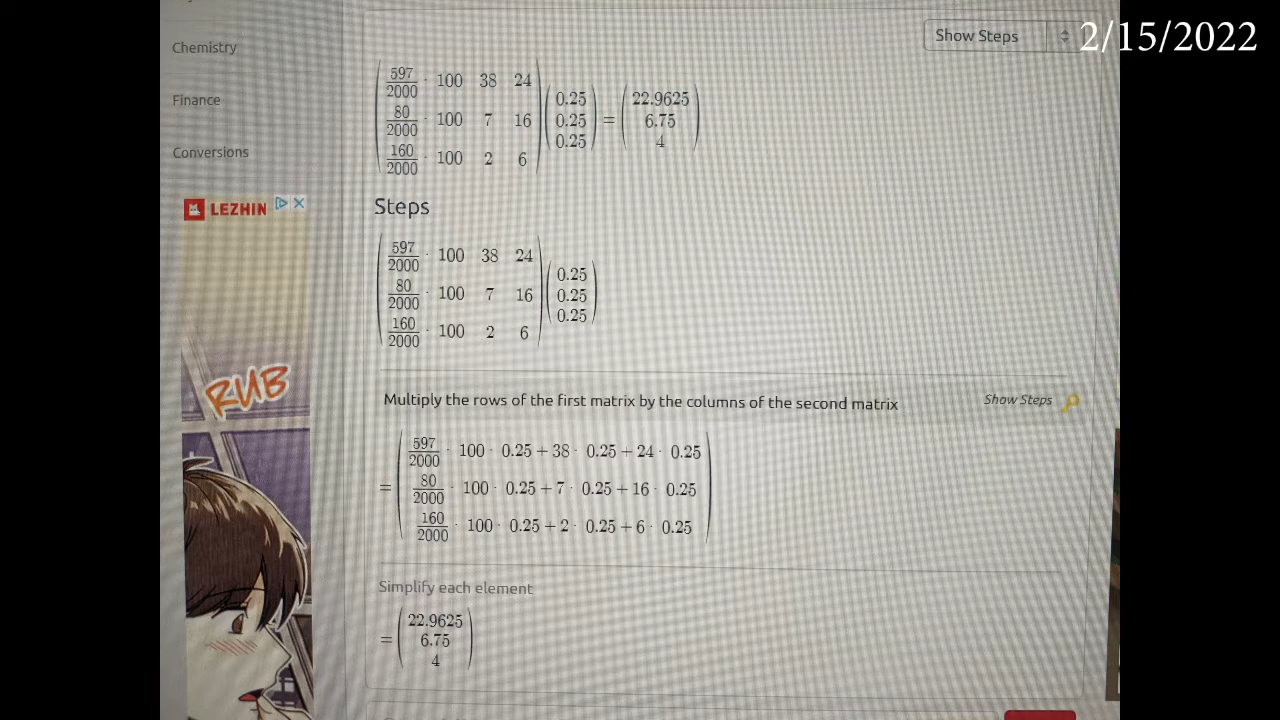 Show Steps
2/15/2022
Chemistry
Finance
Conversions
597/2000 · 100 38 24
80/2000 · 100 7 16
160/2000 · 100 2 6
0.25
0.25
0.25
=
22.9625
6.75
4
LEZHIN
Steps
597/2000 · 100 38 24
80/2000 · 100 7 16
160/2000 · 100 2 6
0.25
0.25
0.25
RUB
Multiply the rows of the first matrix by the columns of the second matrix
Show Steps
=
597/2000 · 100 · 0.25 + 38 · 0.25 + 24 · 0.25
80/2000 · 100 · 0.25 + 7 · 0.25 + 16 · 0.25
160/2000 · 100 · 0.25 + 2 · 0.25 + 6 · 0.25
Simplify each element
=
22.9625
6.75
4